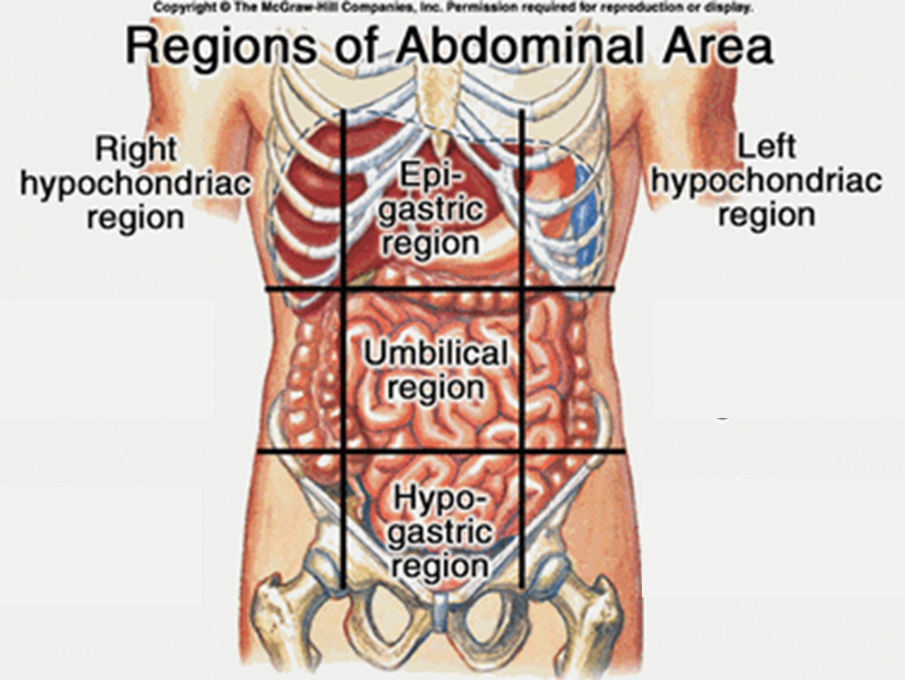 Copyright © The McGraw-Hill Companies, Inc. Permission required for reproduction or display.
Regions of Abdominal Area
Right
hypochondriac
region
Epi-
gastric
region
Left
hypochondriac
region
Umbilical
region
Hypo-
gastric
region